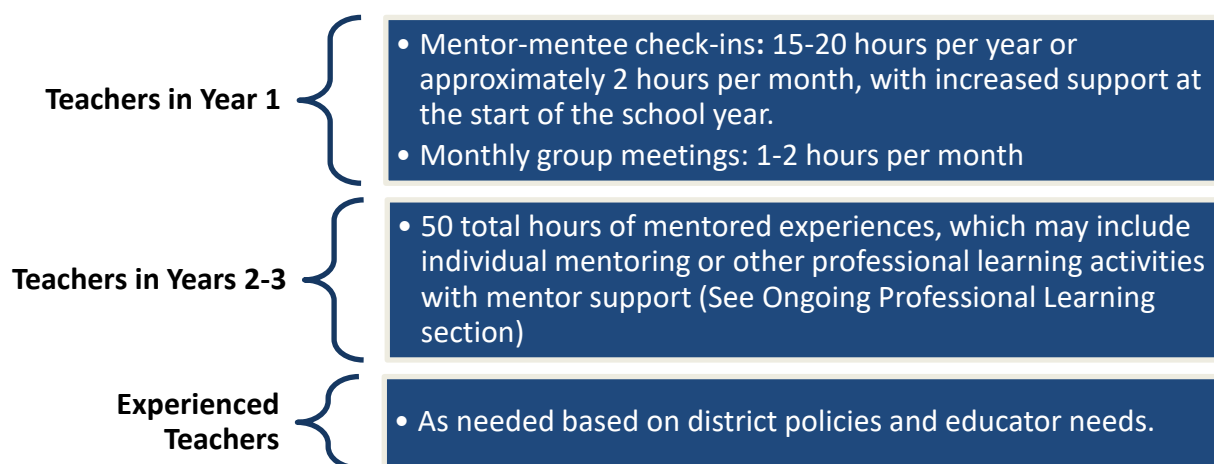 Teachers in Year 1
• Mentor-mentee check-ins: 15-20 hours per year or
approximately 2 hours per month, with increased support at
the start of the school year.
• Monthly group meetings: 1-2 hours per month
Teachers in Years 2-3
• 50 total hours of mentored experiences, which may include
individual mentoring or other professional learning activities
with mentor support (See Ongoing Professional Learning
section)
Experienced
Teachers
• As needed based on district policies and educator needs.